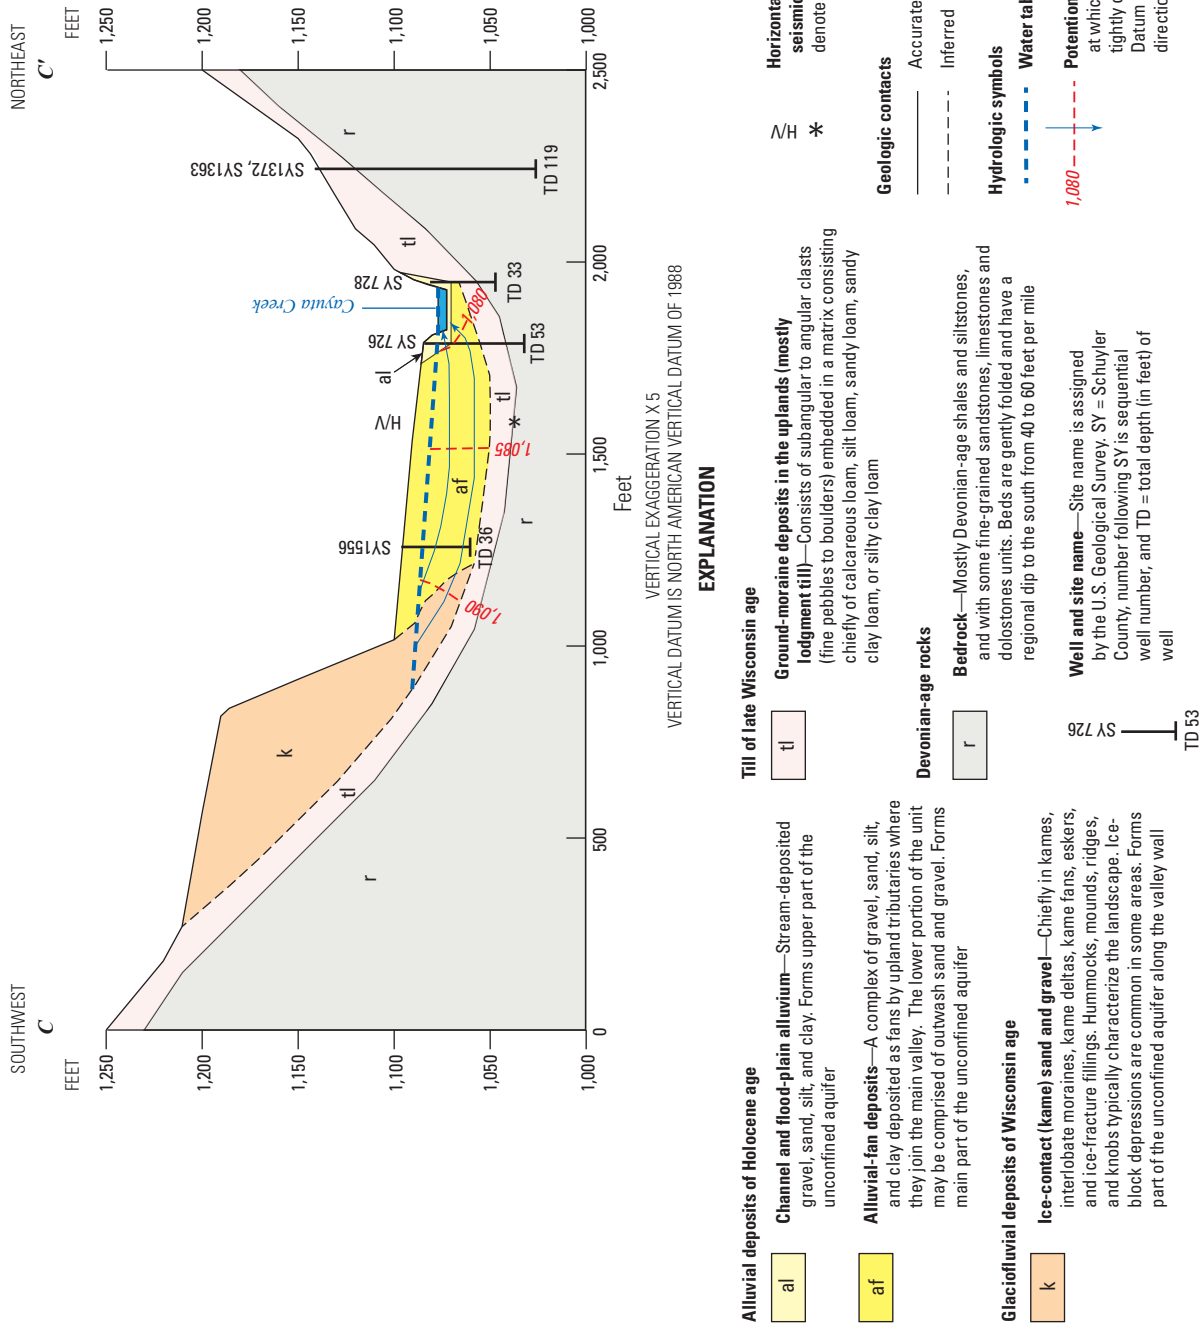 SOUTHWEST
NORTHEAST
C
C'
FEET
FEET
1,250
1,250
1,200
1,200
1,150
1,150
1,100
1,100
1,050
1,050
1,000
1,000
0
500
1,000
1,500
2,000
2,500
Feet
r
tl
k
1,090
SY1556
TD 36
af
r
H/V
1,085
*
tl
al
SY 726
TD 53
Cayuta Creek
1,080
SY 728
TD 33
tl
SY1372, SY1363
TD 119
r
VERTICAL EXAGGERATION X 5
VERTICAL DATUM IS NORTH AMERICAN VERTICAL DATUM OF 1988
EXPLANATION
Alluvial deposits of Holocene age
al
Channel and flood-plain alluvium—Stream-deposited
gravel, sand, silt, and clay. Forms upper part of the
unconfined aquifer
af
Alluvial-fan deposits—A complex of gravel, sand, silt,
and clay deposited as fans by upland tributaries where
they join the main valley. The lower portion of the unit
may be comprised of outwash sand and gravel. Forms
main part of the unconfined aquifer
Glaciofluvial deposits of Wisconsin age
k
Ice-contact (kame) sand and gravel—Chiefly in kames,
interlobate moraines, kame deltas, kame fans, eskers,
and ice-fracture fillings. Hummocks, mounds, ridges,
and knobs typically characterize the landscape. Ice-
block depressions are common in some areas. Forms
part of the unconfined aquifer along the valley wall
Till of late Wisconsin age
tl
Ground-moraine deposits in the uplands (mostly
lodgment till)—Consists of subangular to angular clasts
(fine pebbles to boulders) embedded in a matrix consisting
chiefly of calcareous loam, silt loam, sandy loam, sandy
clay loam, or silty clay loam
Devonian-age rocks
r
Bedrock—Mostly Devonian-age shales and siltstones,
and with some fine-grained sandstones, limestones and
dolostones units. Beds are gently folded and have a
regional dip to the south from 40 to 60 feet per mile
SY 726
TD 53
Well and site name—Site name is assigned
by the U.S. Geological Survey. SY = Schuyler
County, number following SY is sequential
well number, and TD = total depth (in feet) of
well
H/V
*
Horizonta
seismic
denote
Geologic contacts
Accurate
Inferred
Hydrologic symbols
Water tal
1,080
Potention
at which
tightly c
Datum
direction